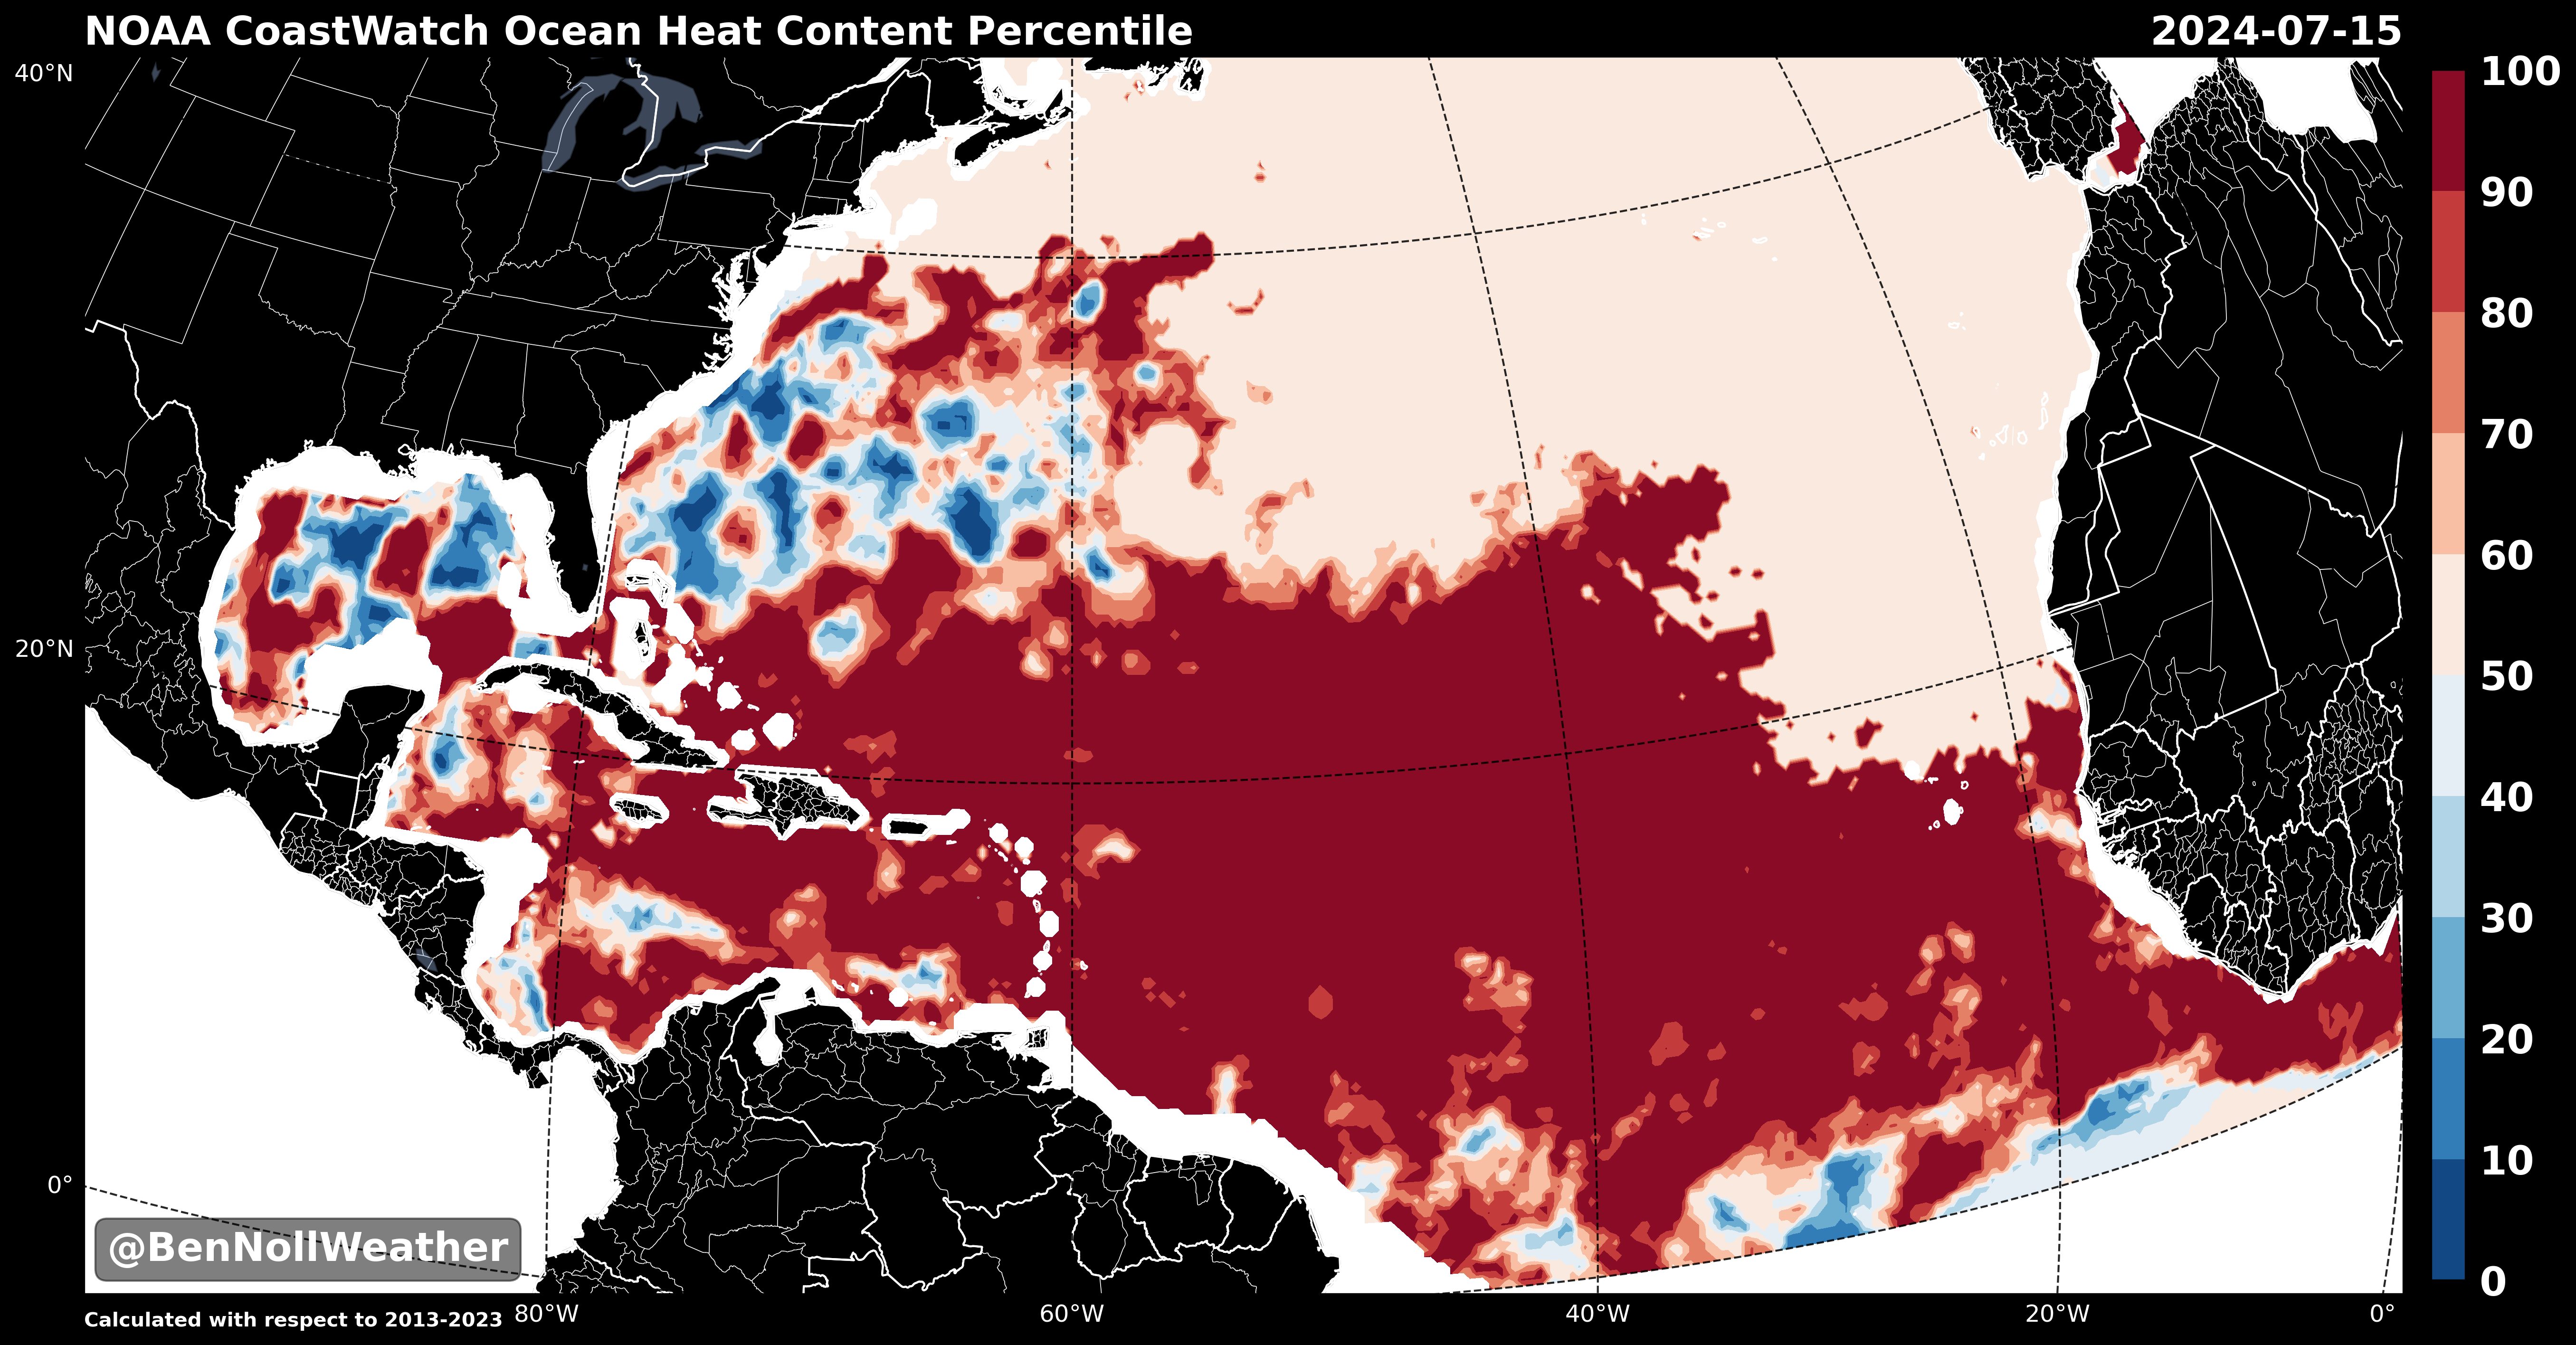 NOAA CoastWatch Ocean Heat Content Percentile 2024-07-15
40°N
20°N
0°
100
90
80
70
60
50
40
30
20
10
0
@BenNollWeather
Calculated with respect to 2013-2023
80°W 60°W 40°W 20°W 0°